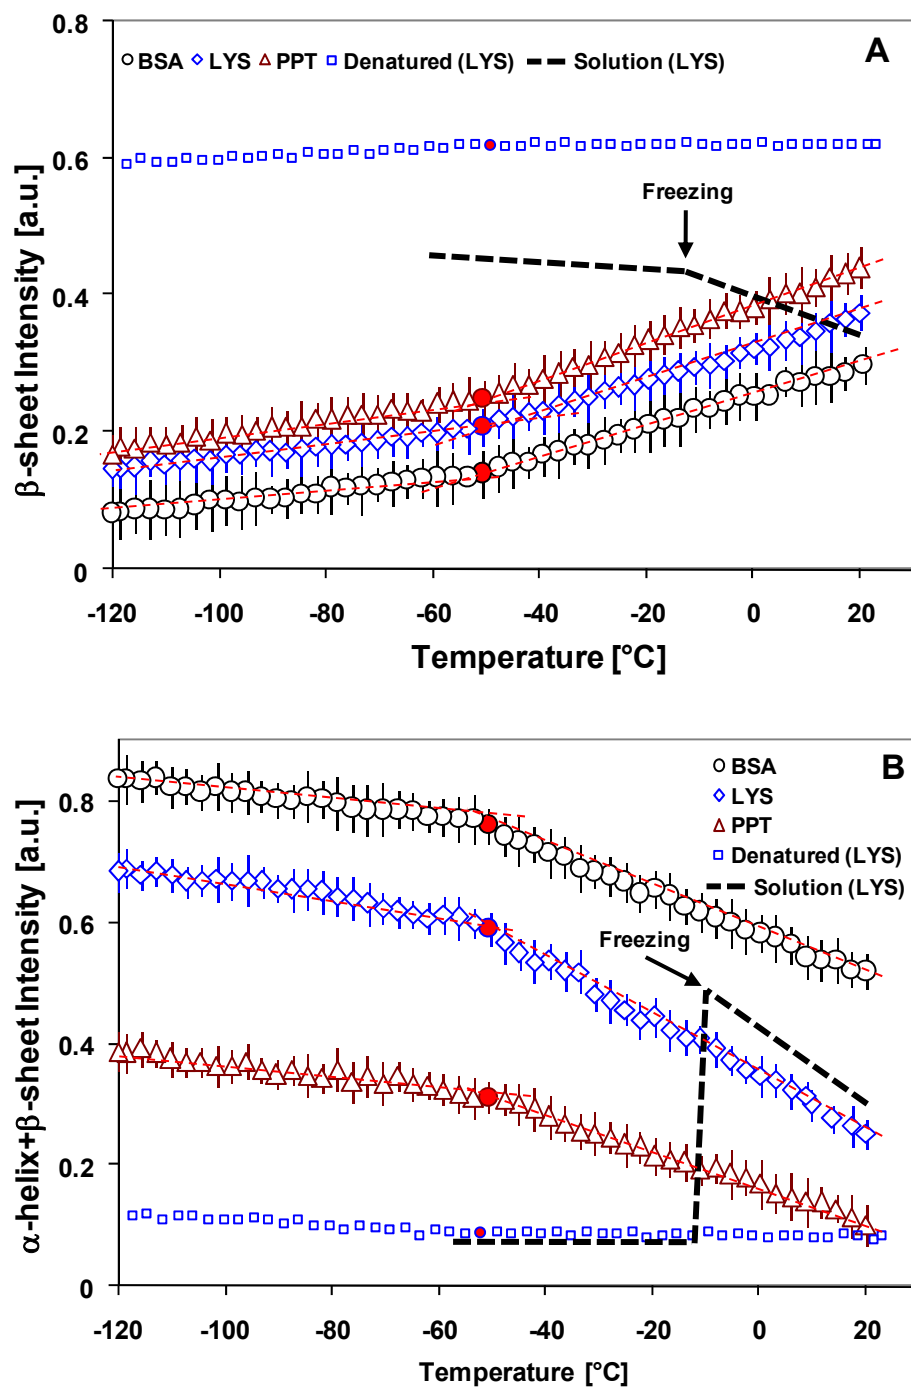 0.8
BSA LYS PPT Denatured (LYS) Solution (LYS)
A
0.6
Freezing
0.4
0.2
0
β-sheet Intensity [a.u.]
-120 -100 -80 -60 -40 -20 0 20
Temperature [°C]
B
BSA
LYS
PPT
Denatured (LYS)
Solution (LYS)
0.8
0.6
Freezing
0.4
0.2
0
α-helix+β-sheet Intensity [a.u.]
-120 -100 -80 -60 -40 -20 0 20
Temperature [°C]